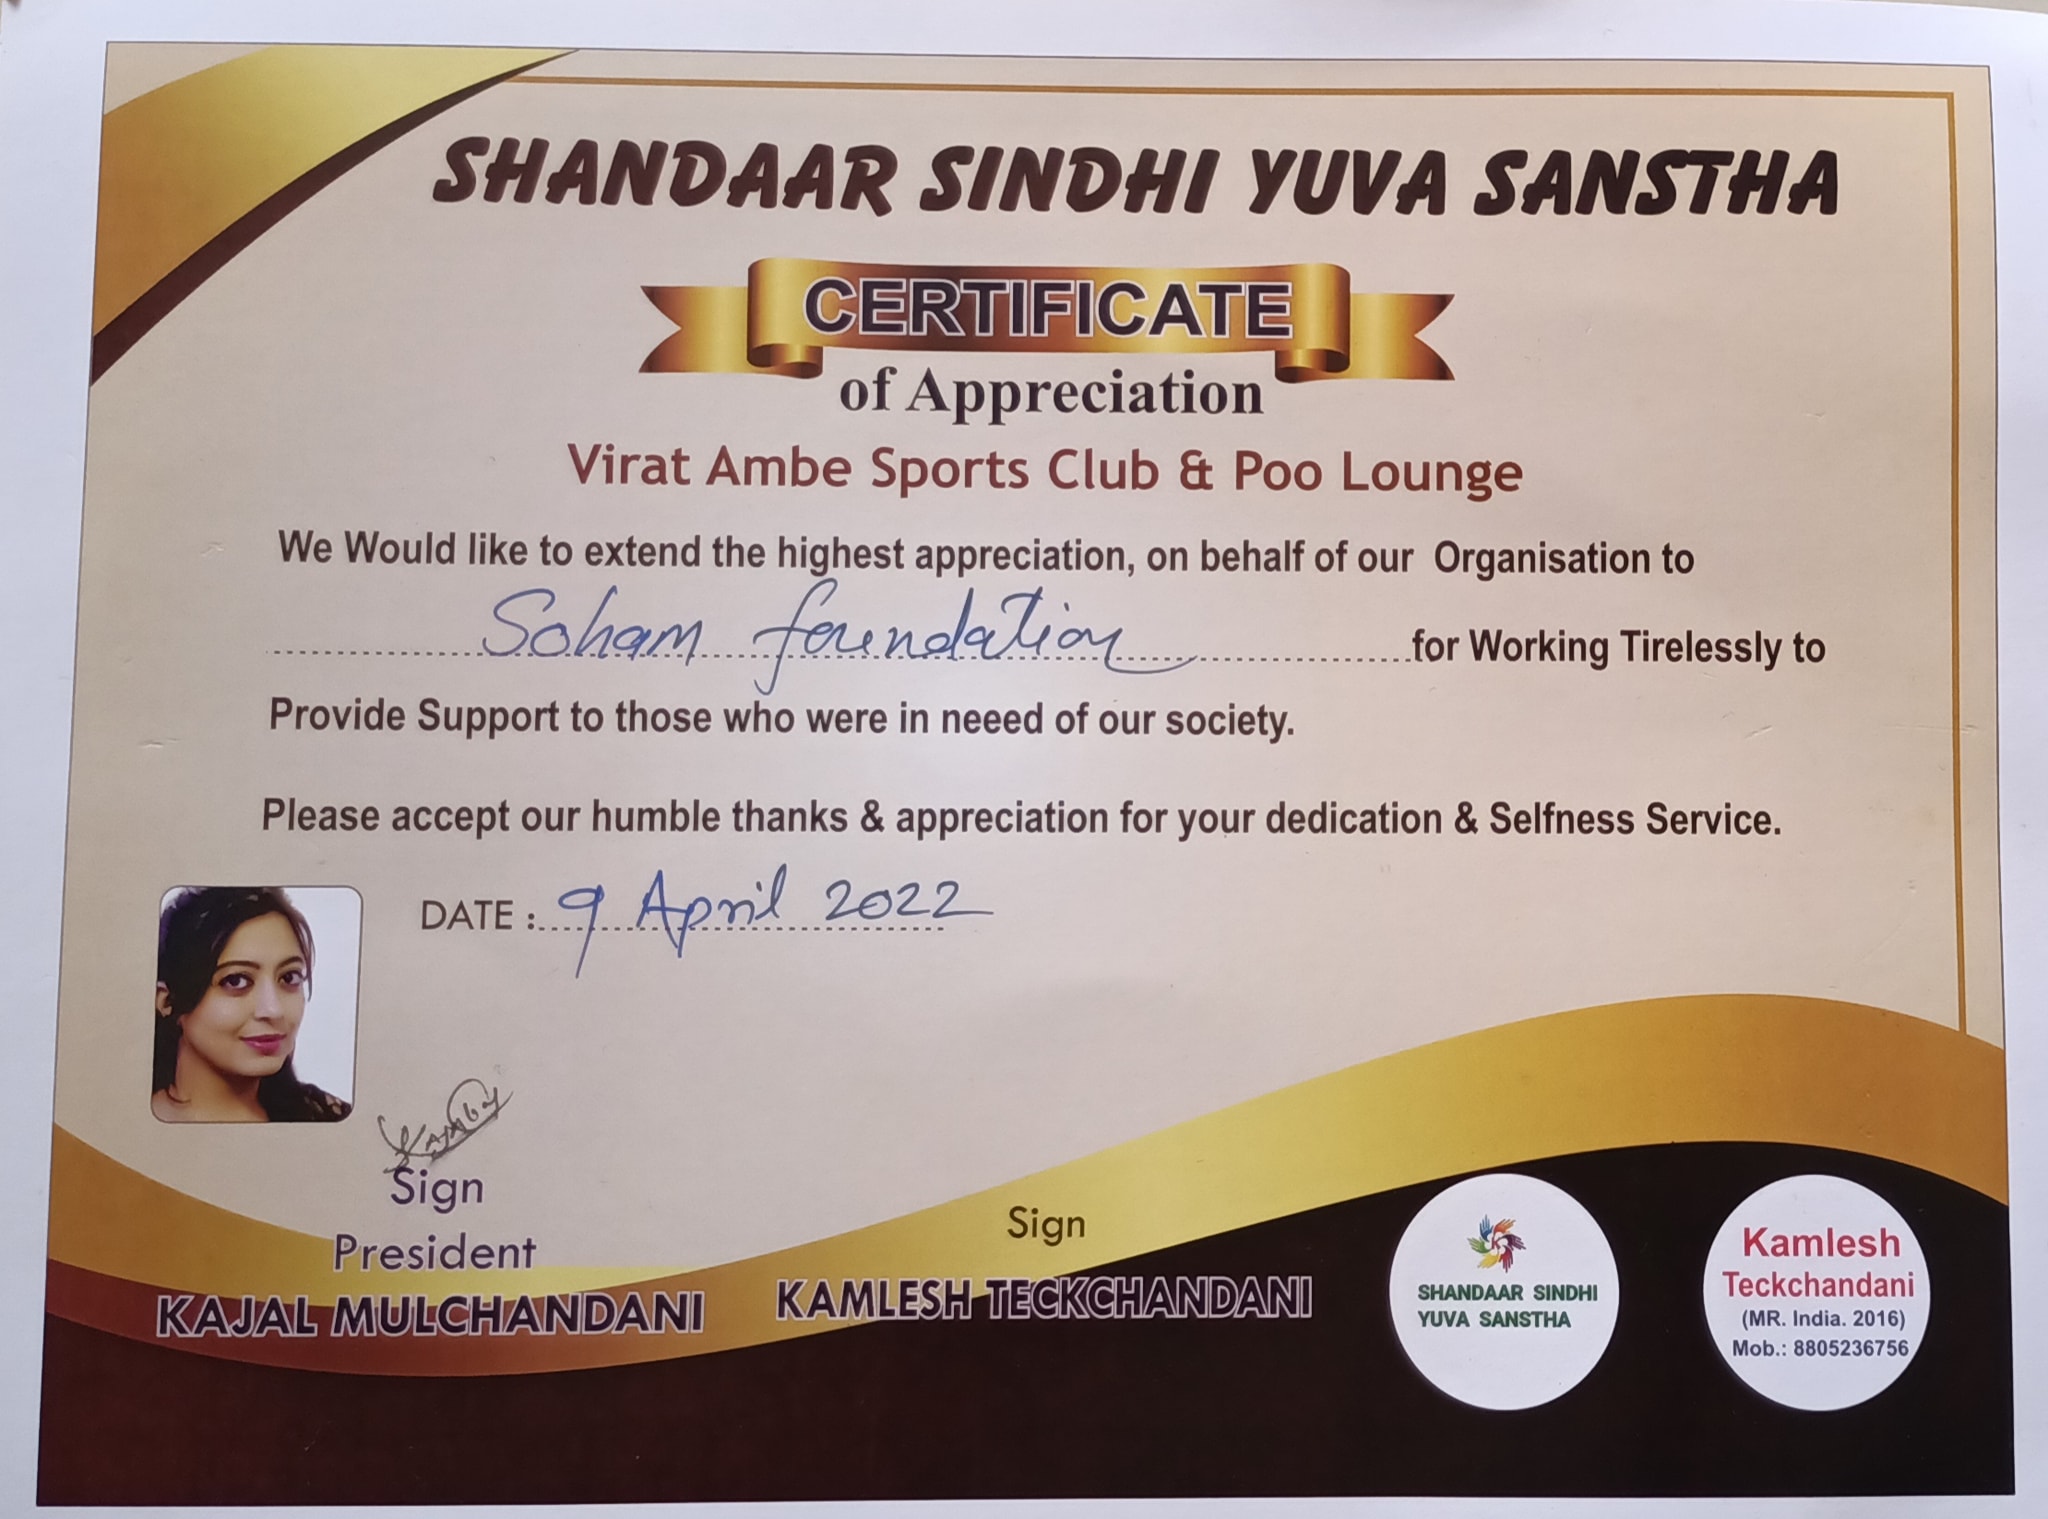 SHANDAAR SINDHI YUVA SANSTHA
CERTIFICATE
of Appreciation
Virat Ambe Sports Club & Poo Lounge
We Would like to extend the highest appreciation, on behalf of our Organisation to
Soham foundation for Working Tirelessly to
Provide Support to those who were in neeed of our society.
Please accept our humble thanks & appreciation for your dedication & Selfness Service.
DATE : 9 April 2022
Sign
President
KAJAL MULCHANDANI
Sign
KAMLESH TECKCHANDANI
SHANDAAR SINDHI
YUVA SANSTHA
Kamlesh
Teckchandani
(MR. India. 2016)
Mob.: 8805236756